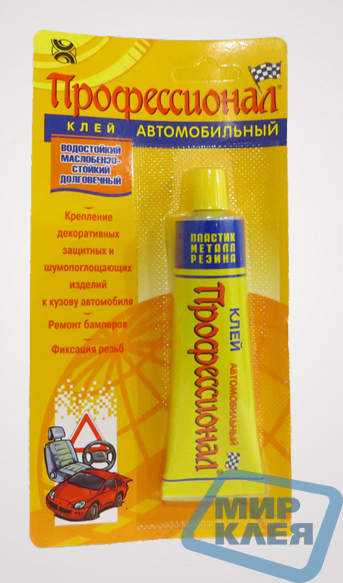 Профессионал®
КЛЕЙ АВТОМОБИЛЬНЫЙ
ВОДОСТОЙКИЙ
МАСЛОБЕНЗО-
СТОЙКИЙ
ДОЛГОВЕЧНЫЙ
Крепление
декоративных
защитных и
шумопоглощающих
изделий
к кузову автомобиля
Ремонт бамперов
Фиксация резьб
ПЛАСТИК
МЕТАЛЛ
РЕЗИНА
КЛЕЙ
АВТОМОБИЛЬНЫЙ
Профессионал®
МИР
КЛЕЯ